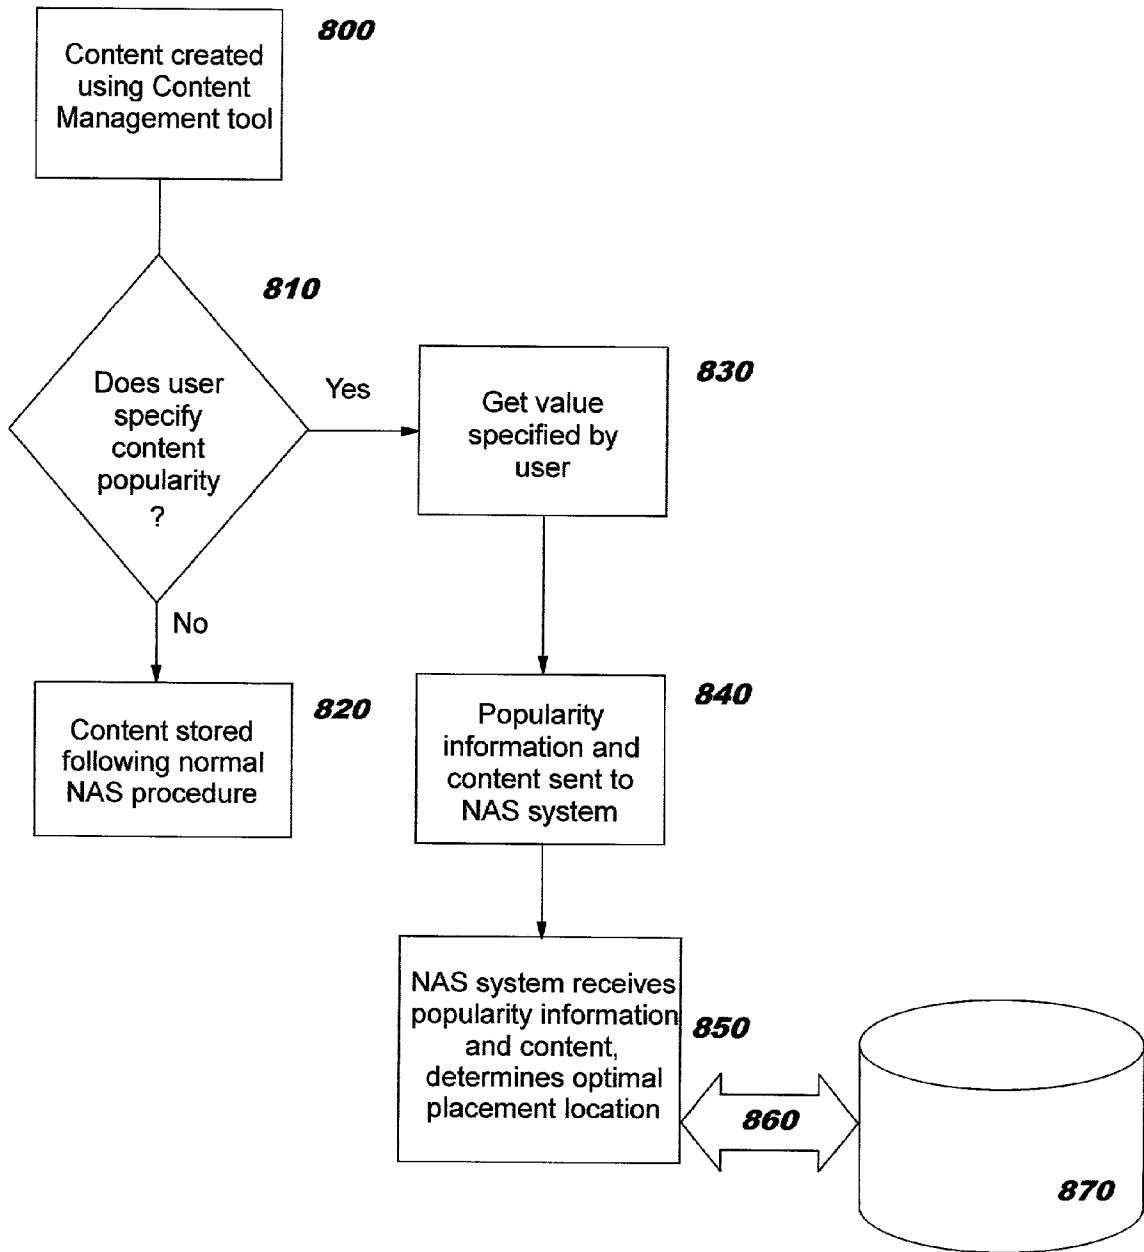 800
Content created
using Content
Management tool
810
Does user
specify
content
popularity
?
Yes
830
Get value
specified by
user
No
820
Content stored
following normal
NAS procedure
840
Popularity
information and
content sent to
NAS system
850
NAS system receives
popularity information
and content,
determines optimal
placement location
860
870